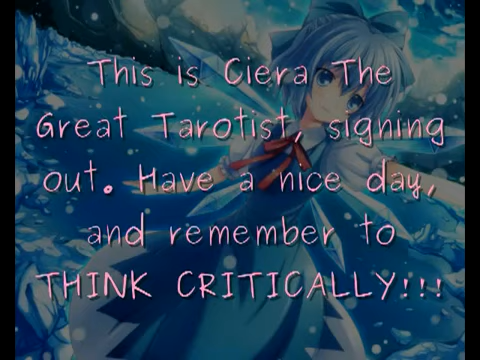 This is Ciera The
Great Tarotist, signing
out. Have a nice day,
and remember to
THINK CRITICALLY!!!